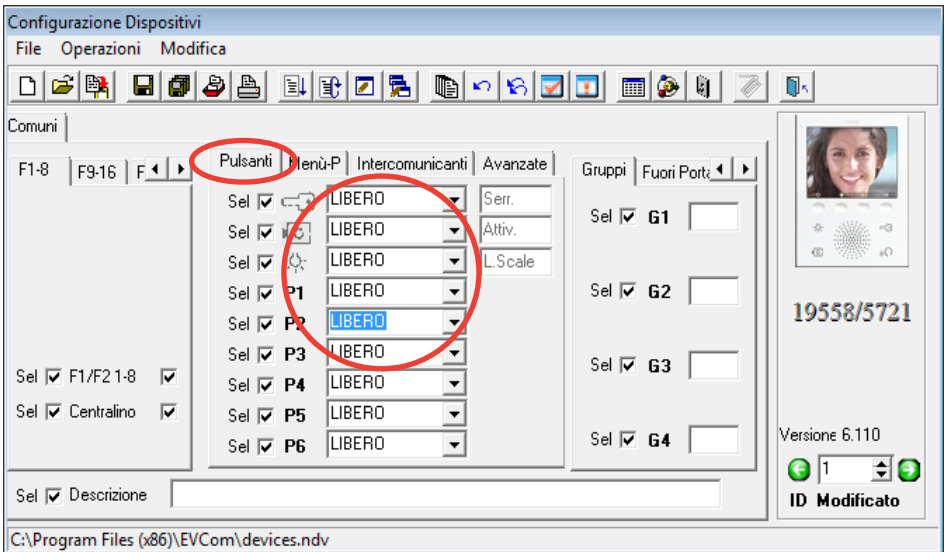 Configurazione Dispositivi
File Operazioni Modifica
Comuni
F1-8 F9-16 F
Pulsanti Menù-P Intercomunicanti Avanzate
Gruppi Fuori Porta
Sel LIBERO Serr.
Sel LIBERO Attiv.
Sel LIBERO L.Scale
Sel P1 LIBERO
Sel P2 LIBERO
Sel P3 LIBERO
Sel P4 LIBERO
Sel P5 LIBERO
Sel P6 LIBERO
Sel F1/F2 1-8
Sel Centralino
Sel G1
Sel G2
Sel G3
Sel G4
Sel Descrizione
19558/5721
Versione 6.110
1
ID Modificato
C:\Program Files (x86)\EVCom\devices.ndv